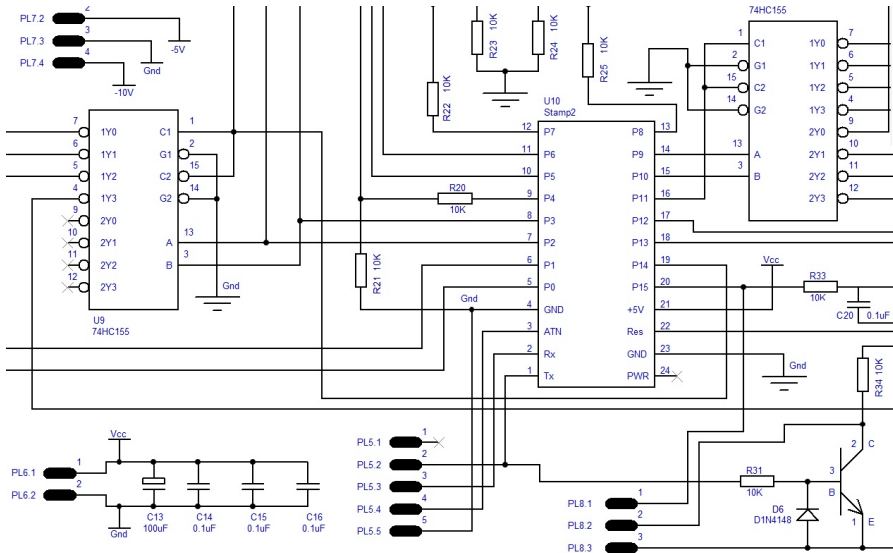 PL7.2
2
PL7.3
3
PL7.4
4
-5V
Gnd
-10V
R23 10K
R24 10K
R25 10K
R22 10K
74HC155
1 C1 1Y0 7
2 G1 1Y1 6
15 C2 1Y2 5
14 G2 1Y3 4
2Y0 9
13 A 2Y1 10
3 B 2Y2 11
2Y3 12
7 1Y0 C1 1
6 1Y1 G1 2
5 1Y2 C2 15
4 1Y3 G2 14
9 2Y0
10 2Y1 A 13
11 2Y2 B 3
12 2Y3
U9
74HC155
Gnd
U10
Stamp2
12 P7 P8 13
11 P6 P9 14
10 P5 P10 15
9 P4 P11 16
8 P3 P12 17
7 P2 P13 18
6 P1 P14 19
5 P0 P15 20
4 GND +5V 21
3 ATN Res 22
2 Rx GND 23
1 Tx PWR 24
R20
10K
R21 10K
Gnd
Vcc
R33
10K
C20 0.1uF
Gnd
R34 10K
Vcc
PL6.1 1
PL6.2 2
Gnd
C13
100uF
C14
0.1uF
C15
0.1uF
C16
0.1uF
PL5.1 1
PL5.2 2
PL5.3 3
PL5.4 4
PL5.5 5
R31
10K
PL8.1 1
PL8.2 2
PL8.3 3
D6
D1N4148
2 C
3
B
1 E